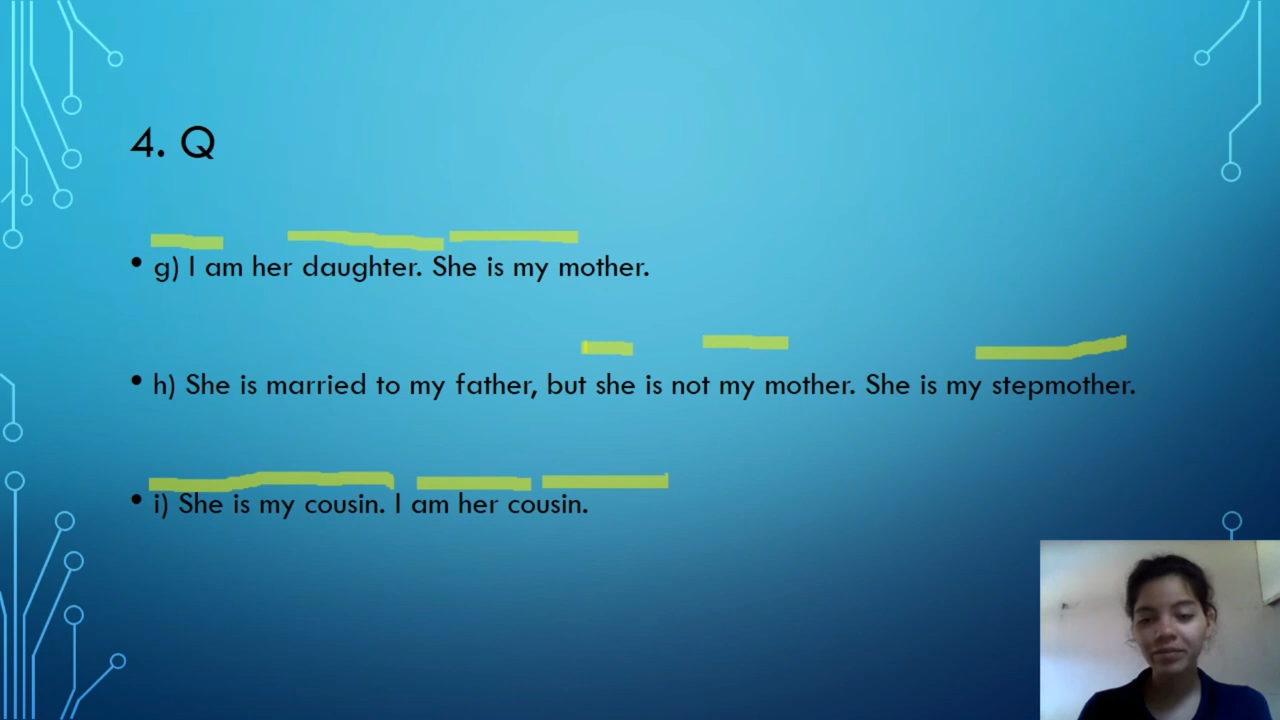 4. Q
• g) I am her daughter. She is my mother.
• h) She is married to my father, but she is not my mother. She is my stepmother.
• i) She is my cousin. I am her cousin.